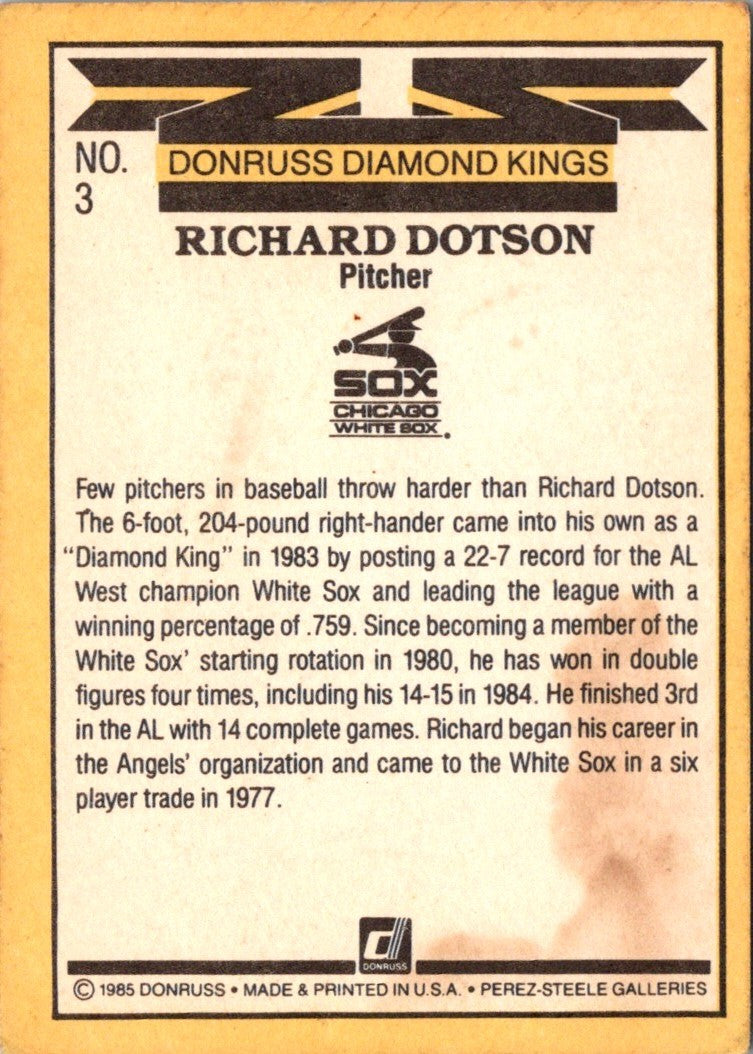 NO.
3
DONRUSS DIAMOND KINGS
RICHARD DOTSON
Pitcher
SOX
CHICAGO
WHITE SOX.
Few pitchers in baseball throw harder than Richard Dotson.
The 6-foot, 204-pound right-hander came into his own as a
“Diamond King” in 1983 by posting a 22-7 record for the AL
West champion White Sox and leading the league with a
winning percentage of .759. Since becoming a member of the
White Sox’ starting rotation in 1980, he has won in double
figures four times, including his 14-15 in 1984. He finished 3rd
in the AL with 14 complete games. Richard began his career in
the Angels’ organization and came to the White Sox in a six
player trade in 1977.
d
DONRUSS
© 1985 DONRUSS • MADE & PRINTED IN U.S.A. • PEREZ-STEELE GALLERIES